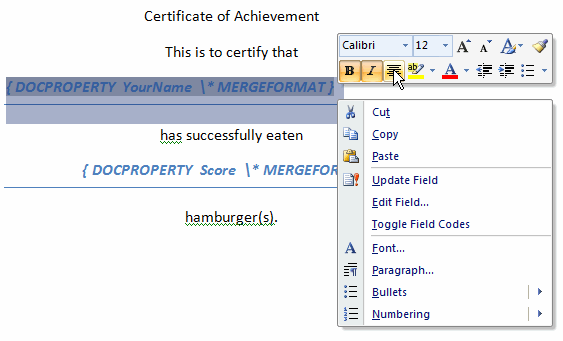 Certificate of Achievement
This is to certify that
{ DOCPROPERTY YourName \* MERGEFORMAT }
has successfully eaten
{ DOCPROPERTY Score \* MERGEFOR
hamburger(s).
Calibri 12 A A A
B I ab A
Cut
Copy
Paste
Update Field
Edit Field...
Toggle Field Codes
A Font...
Paragraph...
Bullets
Numbering